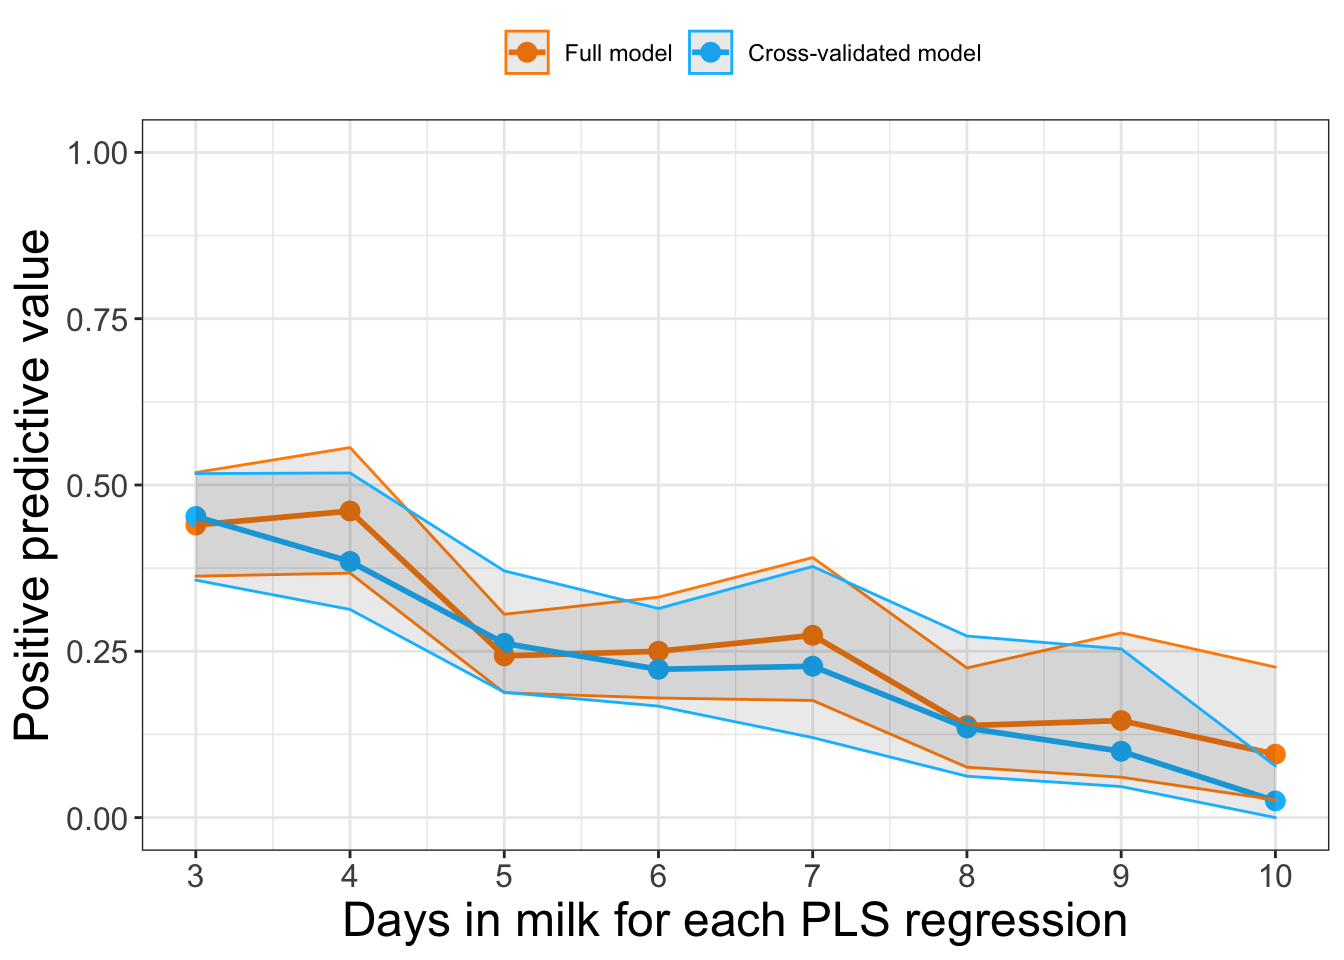 Full model Cross-validated model
Positive predictive value
1.00
0.75
0.50
0.25
0.00
3 4 5 6 7 8 9 10
Days in milk for each PLS regression